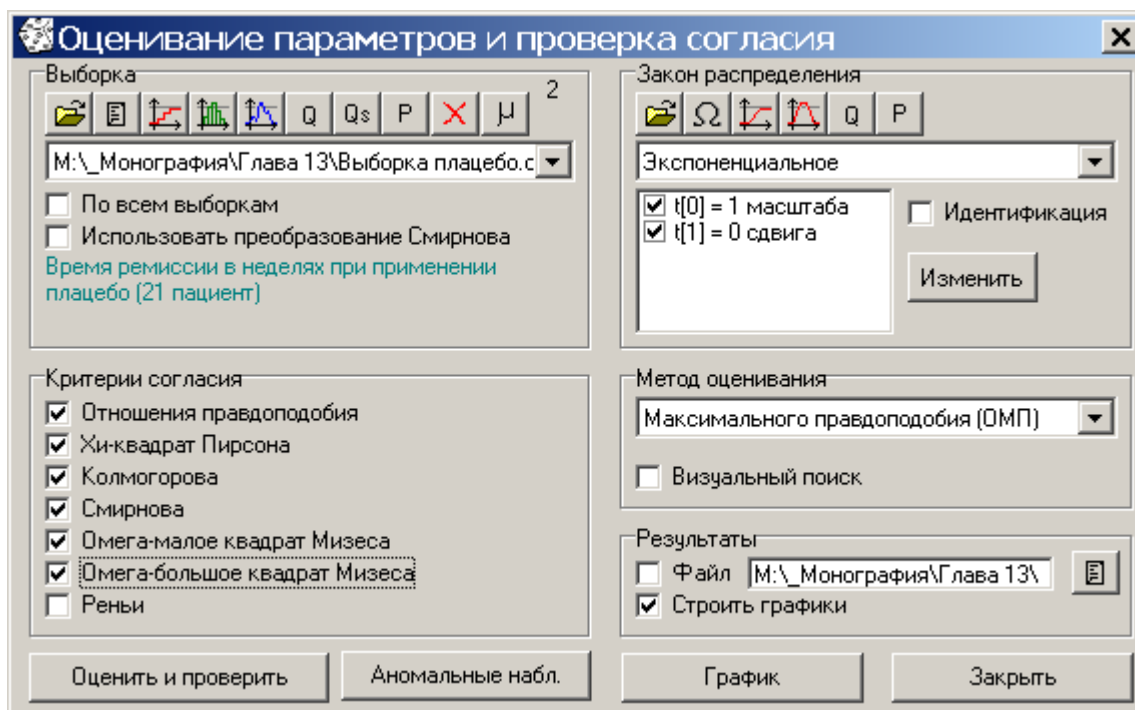 Оценивание параметров и проверка согласия
Выборка
2
Q Qs P μ
М:\_Монография\Глава 13\Выборка плацебо.с
По всем выборкам
Использовать преобразование Смирнова
Время ремиссии в неделях при применении
плацебо (21 пациент)
Закон распределения
Ω Q P
Экспоненциальное
t[0] = 1 масштаба
t[1] = 0 сдвига
Идентификация
Изменить
Критерии согласия
Отношения правдоподобия
Хи-квадрат Пирсона
Колмогорова
Смирнова
Омега-малое квадрат Мизеса
Омега-большое квадрат Мизеса
Реньи
Метод оценивания
Максимального правдоподобия (ОМП)
Визуальный поиск
Результаты
Файл М:\_Монография\Глава 13\
Строить графики
Оценить и проверить
Аномальные набл.
График
Закрыть